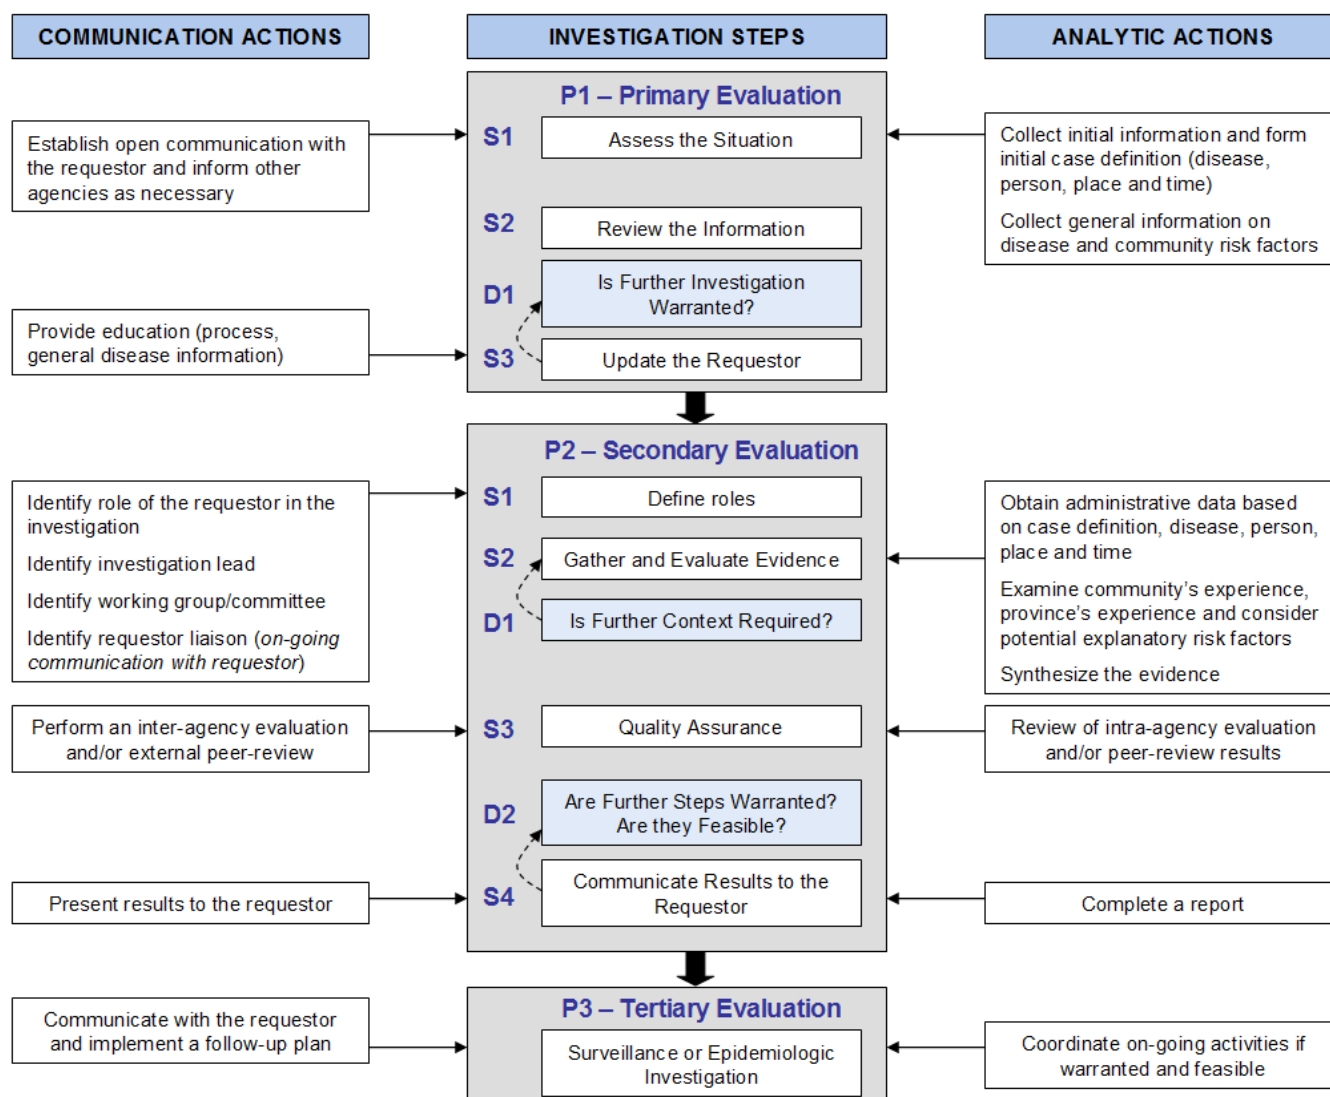 COMMUNICATION ACTIONS
INVESTIGATION STEPS
ANALYTIC ACTIONS
P1 – Primary Evaluation
Establish open communication with
the requestor and inform other
agencies as necessary
S1
Assess the Situation
Collect initial information and form
initial case definition (disease,
person, place and time)
Collect general information on
disease and community risk factors
S2
Review the Information
D1
Is Further Investigation
Warranted?
Provide education (process,
general disease information)
S3
Update the Requestor
P2 – Secondary Evaluation
Identify role of the requestor in the
investigation
Identify investigation lead
Identify working group/committee
Identify requestor liaison (on-going
communication with requestor)
S1
Define roles
S2
Gather and Evaluate Evidence
D1
Is Further Context Required?
Obtain administrative data based
on case definition, disease, person,
place and time
Examine community's experience,
province's experience and consider
potential explanatory risk factors
Synthesize the evidence
Perform an inter-agency evaluation
and/or external peer-review
S3
Quality Assurance
Review of intra-agency evaluation
and/or peer-review results
D2
Are Further Steps Warranted?
Are they Feasible?
Present results to the requestor
S4
Communicate Results to the
Requestor
Complete a report
P3 – Tertiary Evaluation
Communicate with the requestor
and implement a follow-up plan
Surveillance or Epidemiologic
Investigation
Coordinate on-going activities if
warranted and feasible